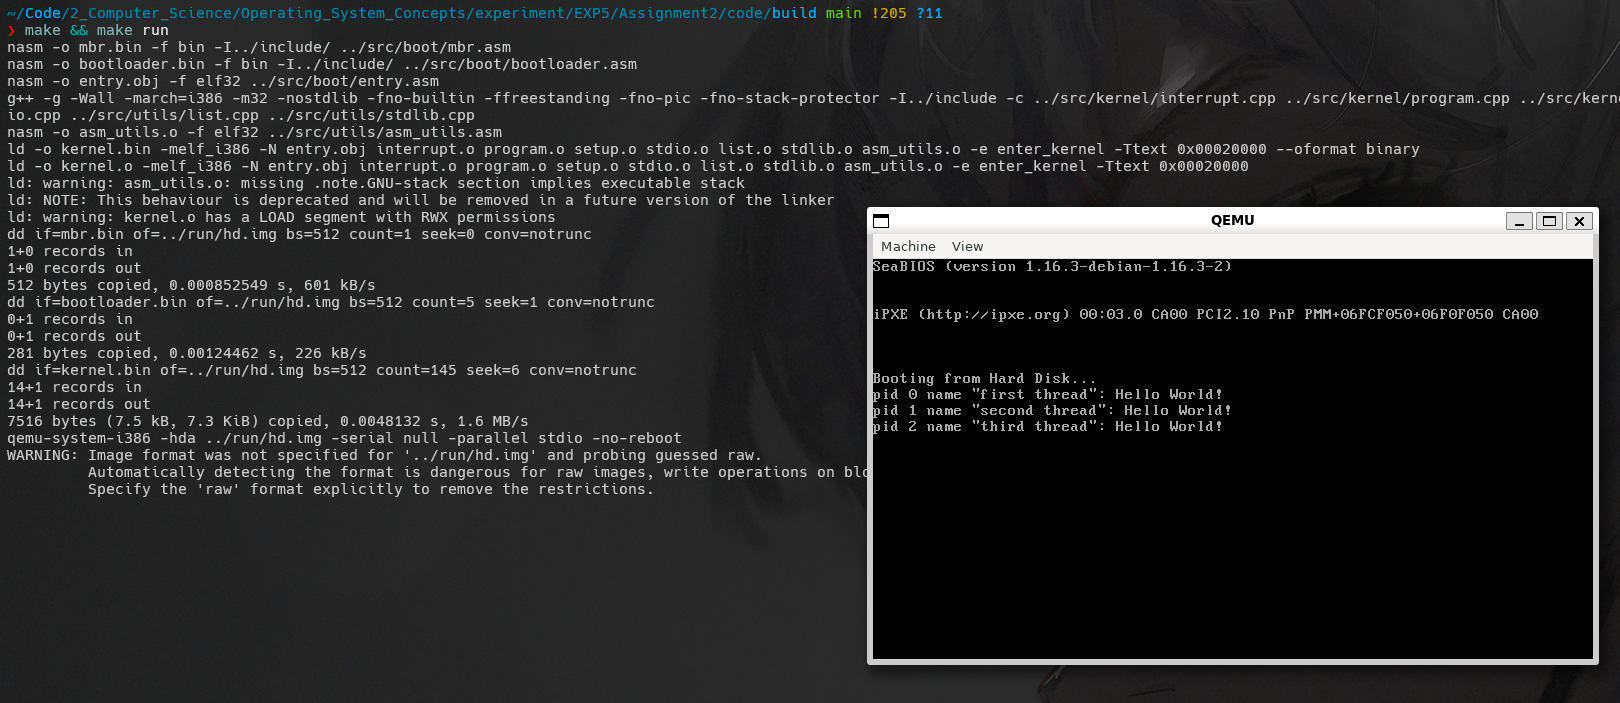 ~/Code/2_Computer_Science/Operating_System_Concepts/experiment/EXP5/Assignment2/code/build main !205 ?11
❯ make && make run
nasm -o mbr.bin -f bin -I../include/ ../src/boot/mbr.asm
nasm -o bootloader.bin -f bin -I../include/ ../src/boot/bootloader.asm
nasm -o entry.obj -f elf32 ../src/boot/entry.asm
g++ -g -Wall -march=i386 -m32 -nostdlib -fno-builtin -ffreestanding -fno-pic -fno-stack-protector -I../include -c ../src/kernel/interrupt.cpp ../src/kernel/program.cpp ../src/kern
io.cpp ../src/utils/list.cpp ../src/utils/stdlib.cpp
nasm -o asm_utils.o -f elf32 ../src/utils/asm_utils.asm
ld -o kernel.bin -melf_i386 -N entry.obj interrupt.o program.o setup.o stdio.o list.o stdlib.o asm_utils.o -e enter_kernel -Ttext 0x00020000 --oformat binary
ld -o kernel.o -melf_i386 -N entry.obj interrupt.o program.o setup.o stdio.o list.o stdlib.o asm_utils.o -e enter_kernel -Ttext 0x00020000
ld: warning: asm_utils.o: missing .note.GNU-stack section implies executable stack
ld: NOTE: This behaviour is deprecated and will be removed in a future version of the linker
ld: warning: kernel.o has a LOAD segment with RWX permissions
dd if=mbr.bin of=../run/hd.img bs=512 count=1 seek=0 conv=notrunc
1+0 records in
1+0 records out
512 bytes copied, 0.000852549 s, 601 kB/s
dd if=bootloader.bin of=../run/hd.img bs=512 count=5 seek=1 conv=notrunc
0+1 records in
0+1 records out
281 bytes copied, 0.00124462 s, 226 kB/s
dd if=kernel.bin of=../run/hd.img bs=512 count=145 seek=6 conv=notrunc
14+1 records in
14+1 records out
7516 bytes (7.5 kB, 7.3 KiB) copied, 0.0048132 s, 1.6 MB/s
qemu-system-i386 -hda ../run/hd.img -serial null -parallel stdio -no-reboot
WARNING: Image format was not specified for '../run/hd.img' and probing guessed raw.
Automatically detecting the format is dangerous for raw images, write operations on blo
Specify the 'raw' format explicitly to remove the restrictions.
QEMU
Machine View
SeaBIOS (version 1.16.3-debian-1.16.3-2)
iPXE (http://ipxe.org) 00:03.0 CA00 PCI2.10 PnP PMM+06FCF050+06F0F050 CA00
Booting from Hard Disk...
pid 0 name "first thread": Hello World!
pid 1 name "second thread": Hello World!
pid 2 name "third thread": Hello World!